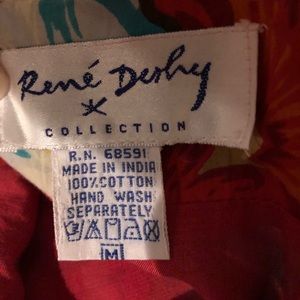 René Derhy
COLLECTION
R.N. 68591
MADE IN INDIA
100%COTTON
HAND WASH
SEPARATELY
M